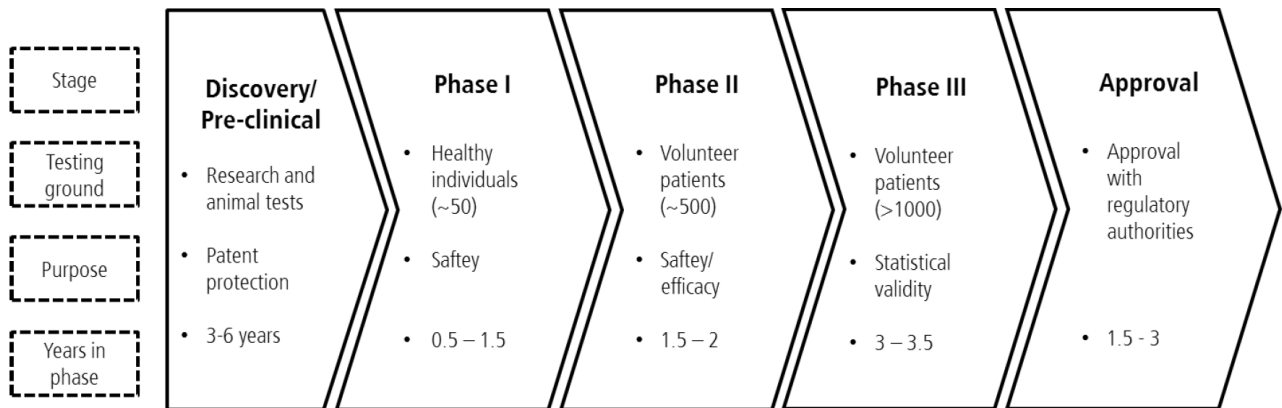 Stage
Testing
ground
Purpose
Years in
phase
Discovery/
Pre-clinical
• Research and
animal tests
• Patent
protection
• 3-6 years
Phase I
• Healthy
individuals
(~50)
• Saftey
• 0.5 – 1.5
Phase II
• Volunteer
patients
(~500)
• Saftey/
efficacy
• 1.5 – 2
Phase III
• Volunteer
patients
(>1000)
• Statistical
validity
• 3 – 3.5
Approval
• Approval
with
regulatory
authorities
• 1.5 - 3